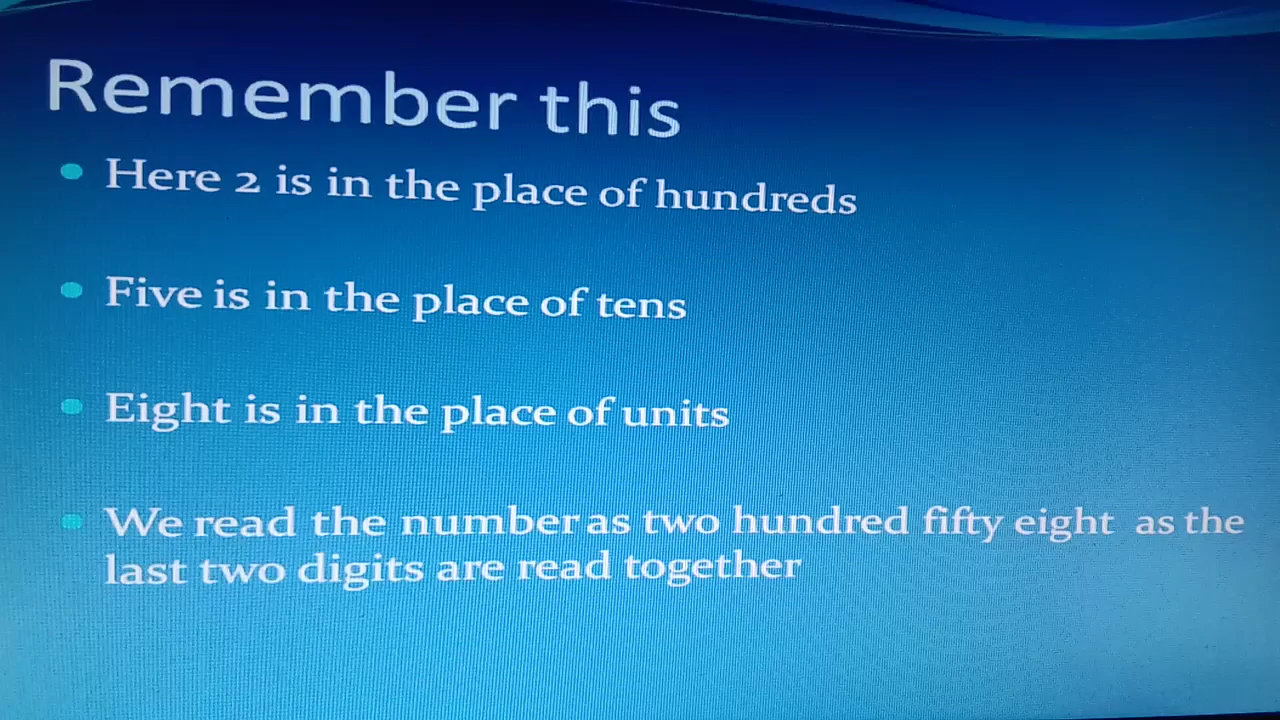 Remember this
Here 2 is in the place of hundreds
Five is in the place of tens
Eight is in the place of units
We read the number as two hundred fifty eight as the
last two digits are read together